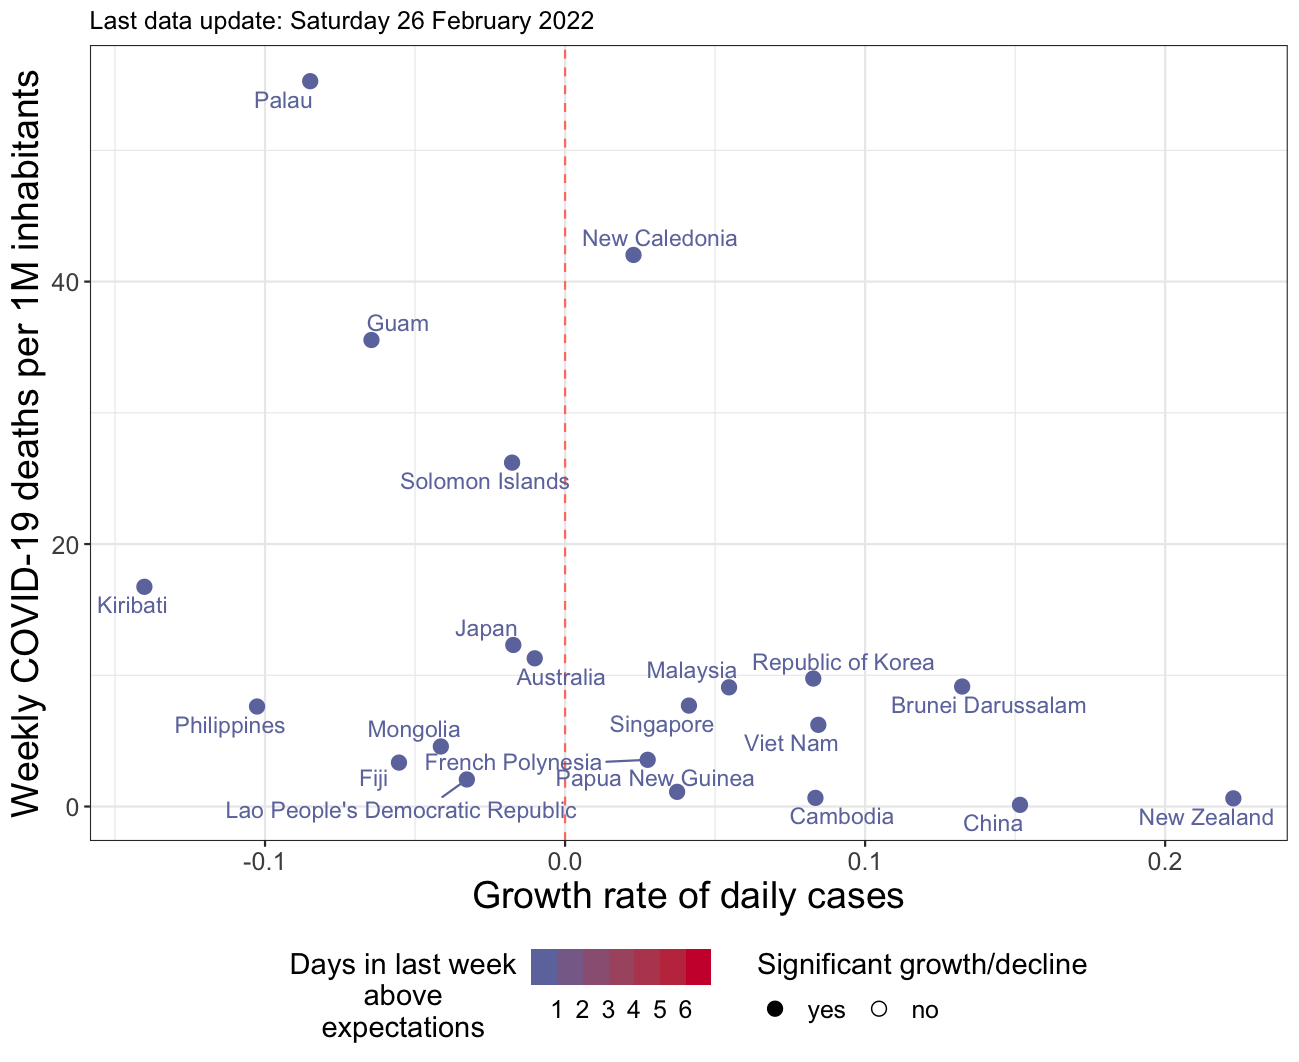 Last data update: Saturday 26 February 2022
Weekly COVID-19 deaths per 1M inhabitants
40
20
0
Palau
New Caledonia
Guam
Solomon Islands
Kiribati
Japan
Australia
Malaysia
Republic of Korea
Brunei Darussalam
Philippines
Singapore
Mongolia
Viet Nam
French Polynesia
Fiji
Papua New Guinea
Lao People's Democratic Republic
Cambodia
China
New Zealand
-0.1
0.0
0.1
0.2
Growth rate of daily cases
Days in last week
above
expectations
1 2 3 4 5 6
Significant growth/decline
yes no